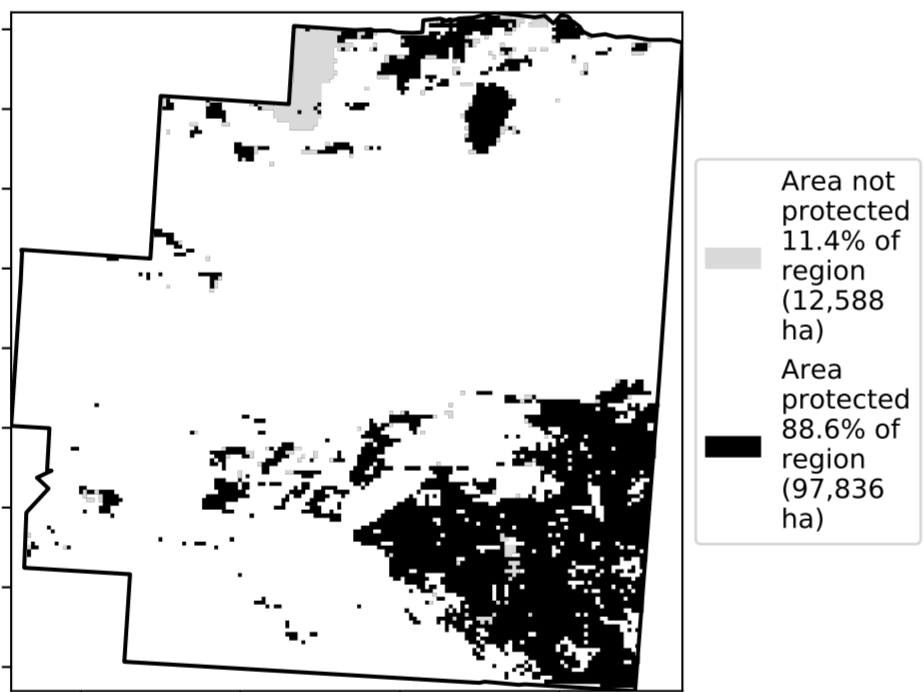 Area not
protected
11.4% of
region
(12,588
ha)
Area
protected
88.6% of
region
(97,836
ha)